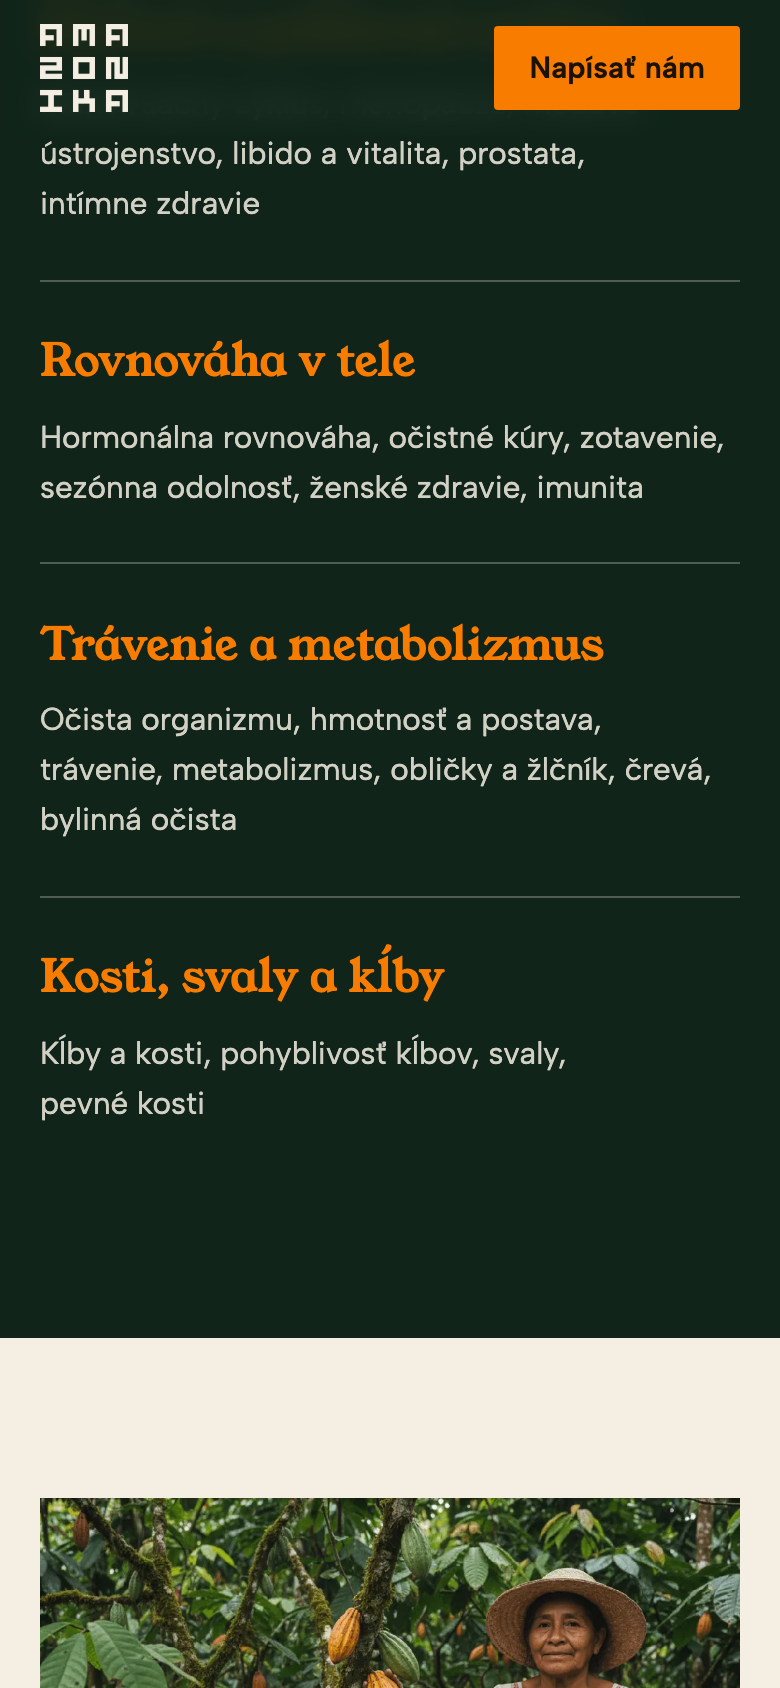 AMA
ZON
IKA
Napísať nám
ústrojenstvo, libido a vitalita, prostata,
intímne zdravie
Rovnováha v tele
Hormonálna rovnováha, očistné kúry, zotavenie,
sezónna odolnosť, ženské zdravie, imunita
Trávenie a metabolizmus
Očista organizmu, hmotnosť a postava,
trávenie, metabolizmus, obličky a žlčník, črevá,
bylinná očista
Kosti, svaly a kĺby
Kĺby a kosti, pohyblivosť kĺbov, svaly,
pevné kosti